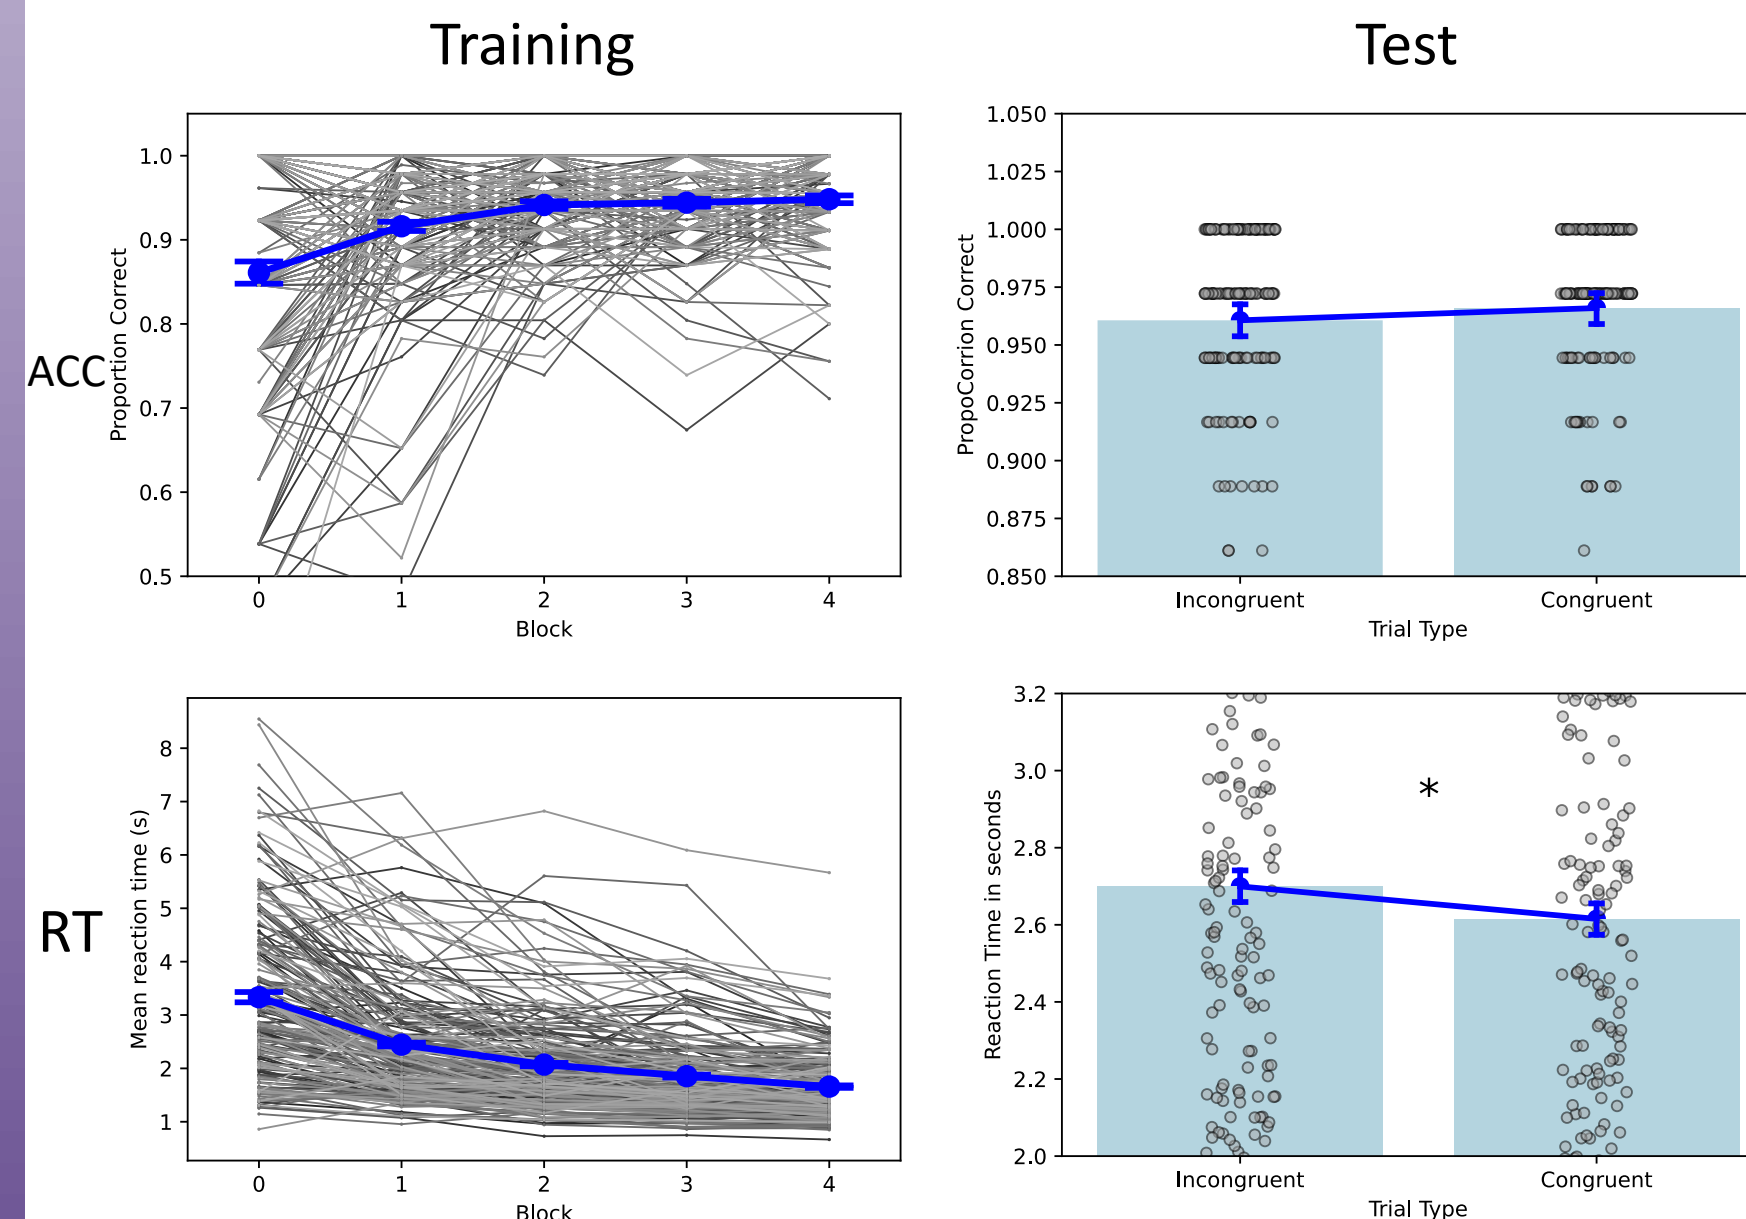 Training
Test
ACC
RT
Proportion Correct
1.0
0.9
0.8
0.7
0.6
0.5
0 1 2 3 4
Block
PropoCorrion Correct
1.050
1.025
1.000
0.975
0.950
0.925
0.900
0.875
0.850
Incongruent Congruent
Trial Type
Mean reaction time (s)
8
7
6
5
4
3
2
1
0 1 2 3 4
Block
Reaction Time in seconds
3.2
3.0
2.8
2.6
2.4
2.2
2.0
*
Incongruent Congruent
Trial Type